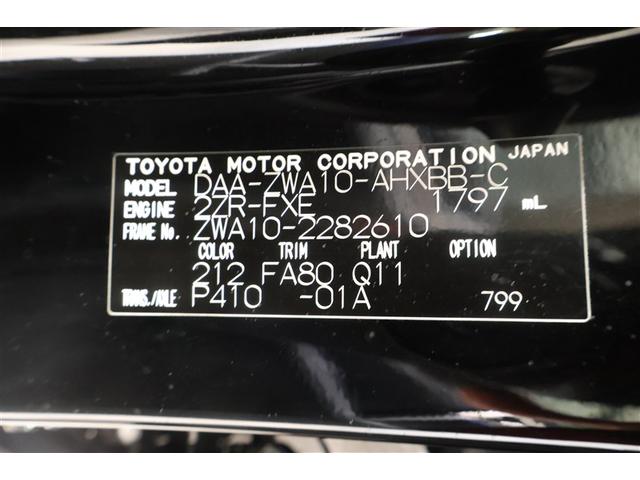 TOYOTA MOTOR CORPORATION JAPAN
MODEL DAA-ZWA10-AHXBB-C
ENGINE 2ZR-FXE 1797 mL
FRAME No. ZWA10-2282610
COLOR TRIM PLANT OPTION
212 FA80 Q11
TRANS./AXLE P410 -01A 799